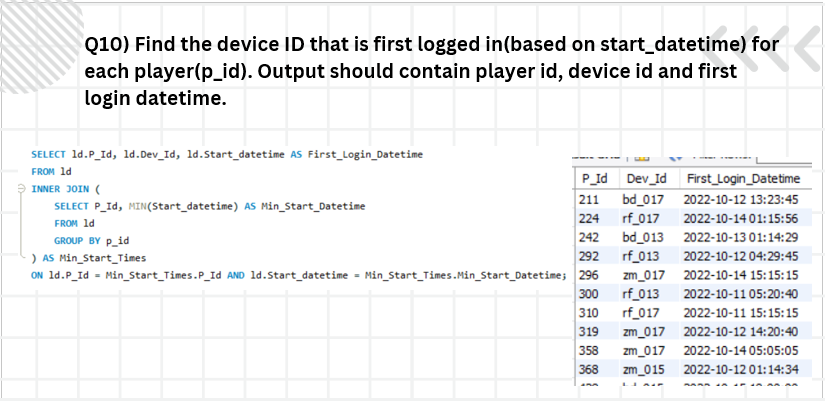 Q10) Find the device ID that is first logged in(based on start_datetime) for
each player(p_id). Output should contain player id, device id and first
login datetime.
SELECT ld.P_Id, ld.Dev_Id, ld.Start_datetime AS First_Login_Datetime
FROM ld
INNER JOIN (
SELECT P_Id, MIN(Start_datetime) AS Min_Start_Datetime
FROM ld
GROUP BY p_id
) AS Min_Start_Times
ON ld.P_Id = Min_Start_Times.P_Id AND ld.Start_datetime = Min_Start_Times.Min_Start_Datetime;
P_Id Dev_Id First_Login_Datetime
211 bd_017 2022-10-12 13:23:45
224 rf_017 2022-10-14 01:15:56
242 bd_013 2022-10-13 01:14:29
292 rf_013 2022-10-12 04:29:45
296 zm_017 2022-10-14 15:15:15
300 rf_013 2022-10-11 05:20:40
310 rf_017 2022-10-11 15:15:15
319 zm_017 2022-10-12 14:20:40
358 zm_017 2022-10-14 05:05:05
368 zm_015 2022-10-12 01:14:34